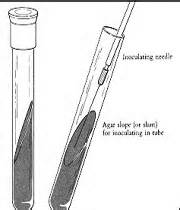 Inoculating needle
Agar slope (or slant)
for inoculating in tube